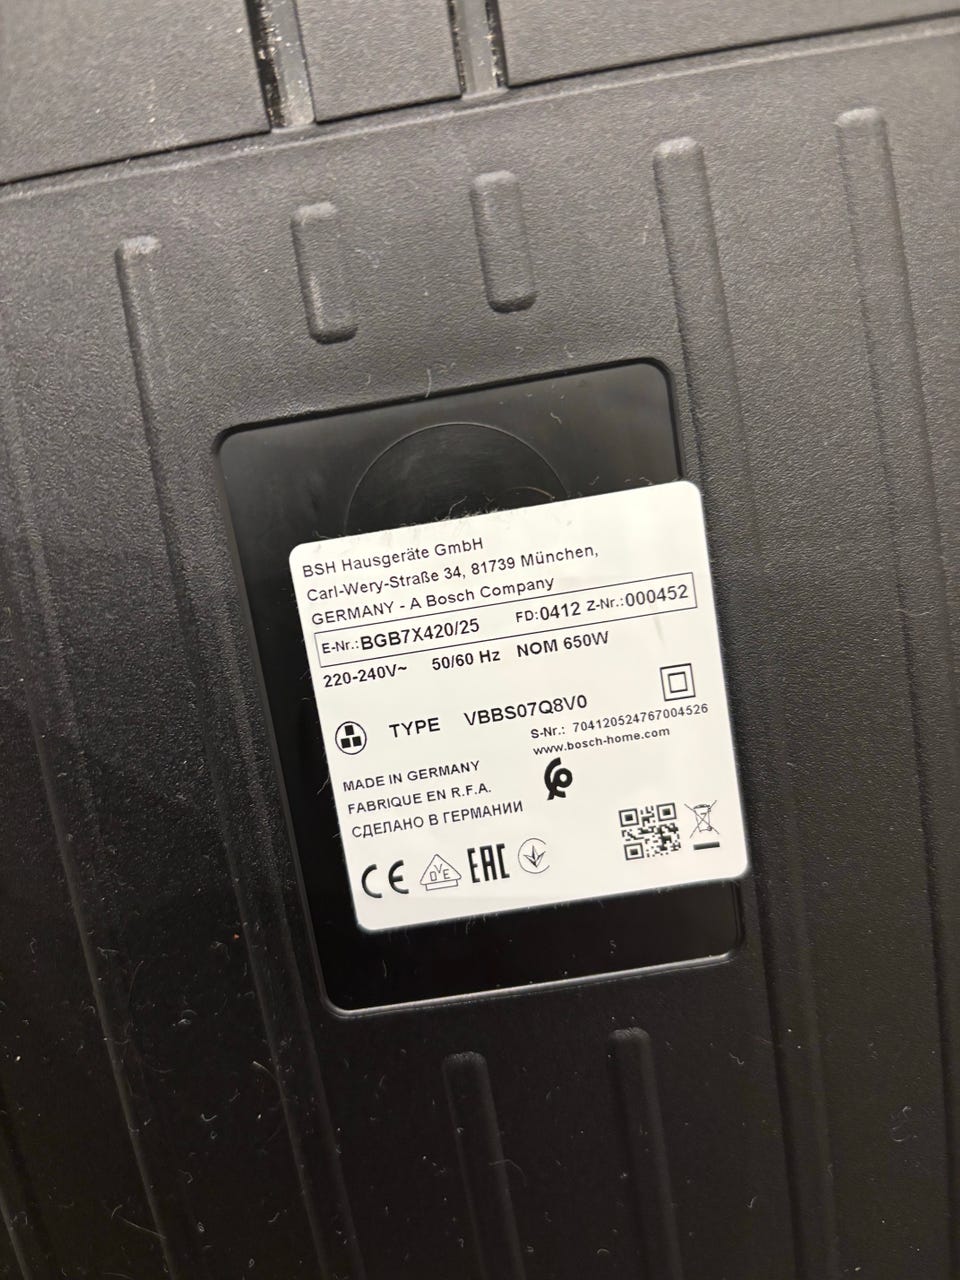 BSH Hausgeräte GmbH
Carl-Wery-Straße 34, 81739 München,
GERMANY - A Bosch Company
E-Nr.:BGB7X420/25 FD:0412 Z-Nr.:000452
220-240V~ 50/60 Hz NOM 650W
TYPE VBBS07Q8V0
S-Nr.: 704120524767004526
www.bosch-home.com
MADE IN GERMANY
FABRIQUE EN R.F.A.
СДЕЛАНО В ГЕРМАНИИ
CE OVE EAC